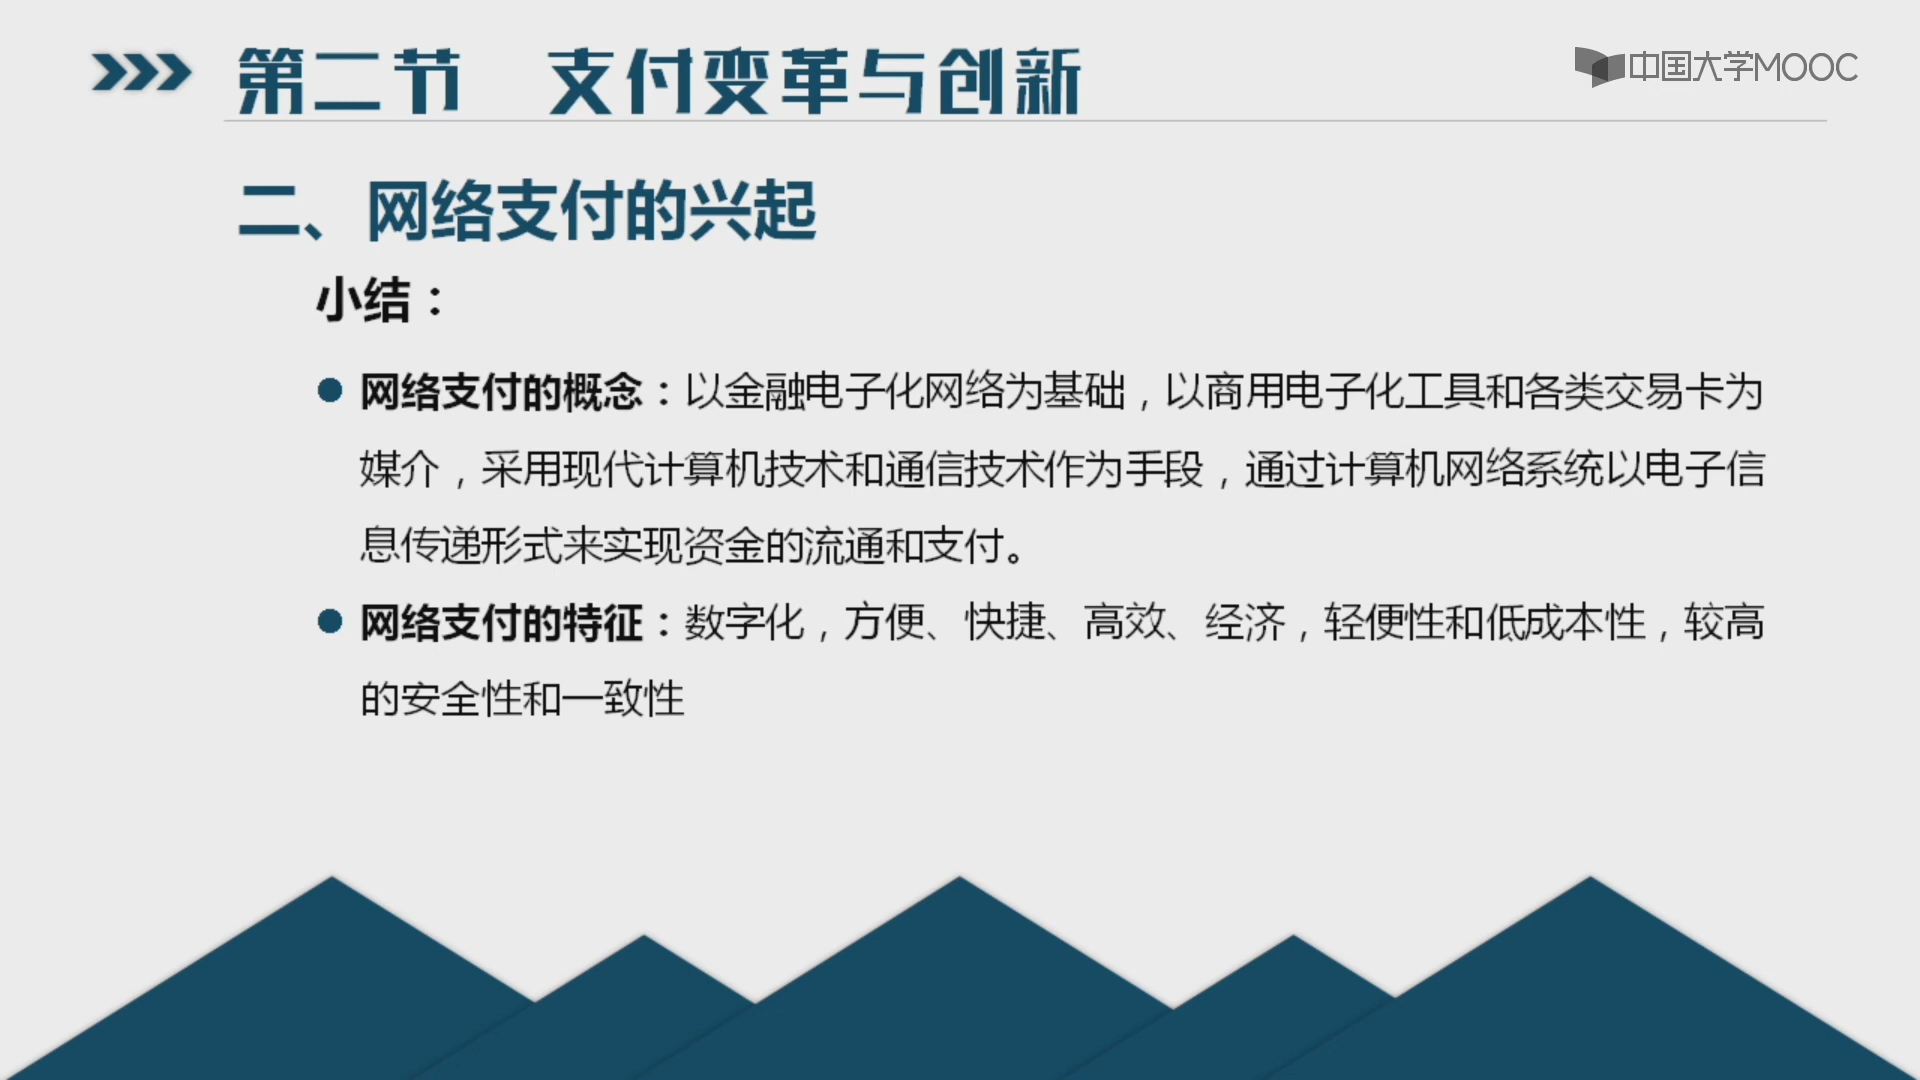 第二节 支付变革与创新
中国大学MOOC
二、网络支付的兴起
小结：
网络支付的概念：以金融电子化网络为基础，以商用电子化工具和各类交易卡为
媒介，采用现代计算机技术和通信技术作为手段，通过计算机网络系统以电子信
息传递形式来实现资金的流通和支付。
网络支付的特征：数字化，方便、快捷、高效、经济，轻便性和低成本性，较高
的安全性和一致性